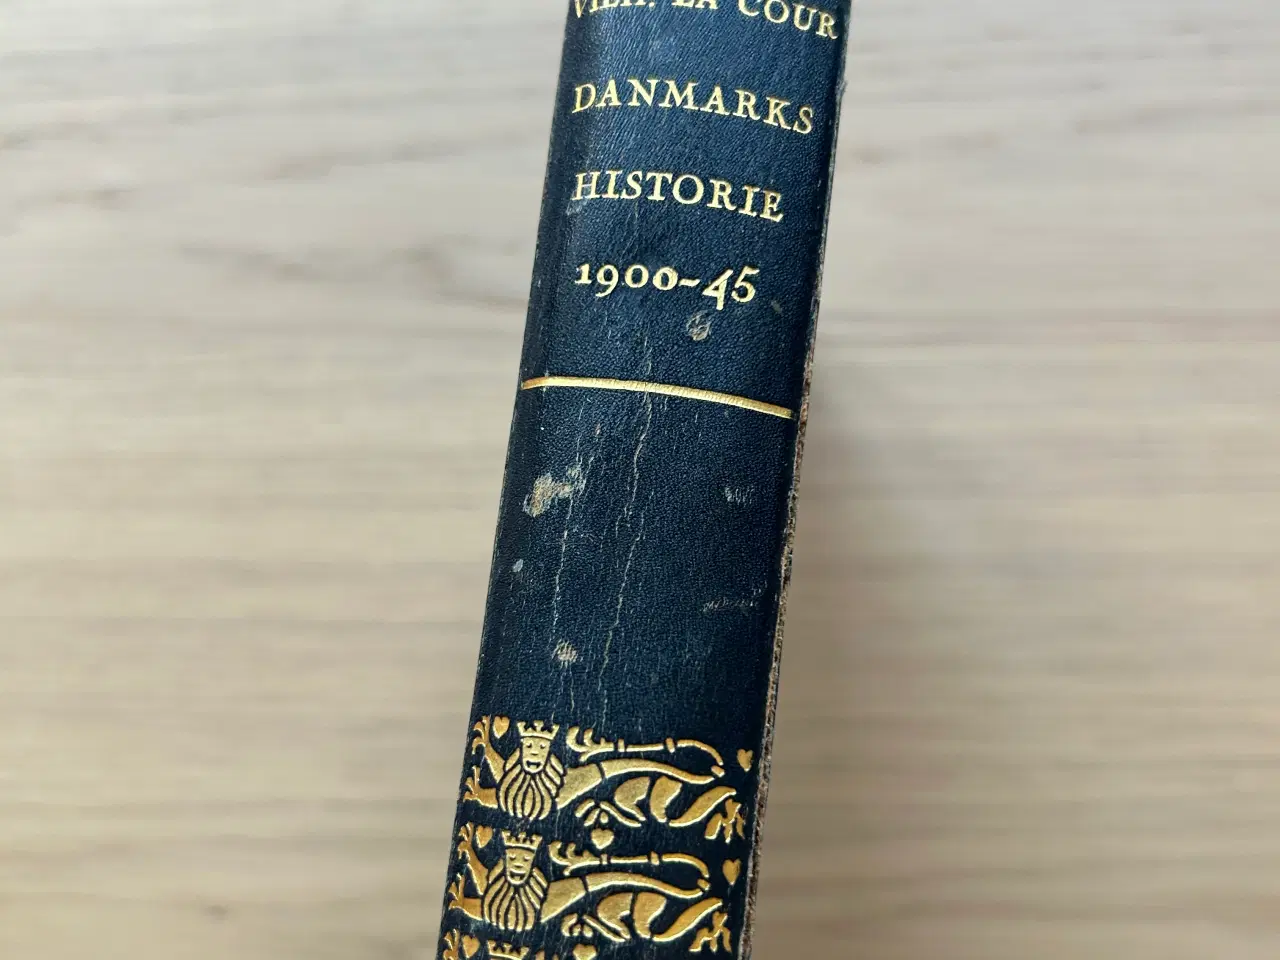 VILH. LA COUR
DANMARKS
HISTORIE
1900-45